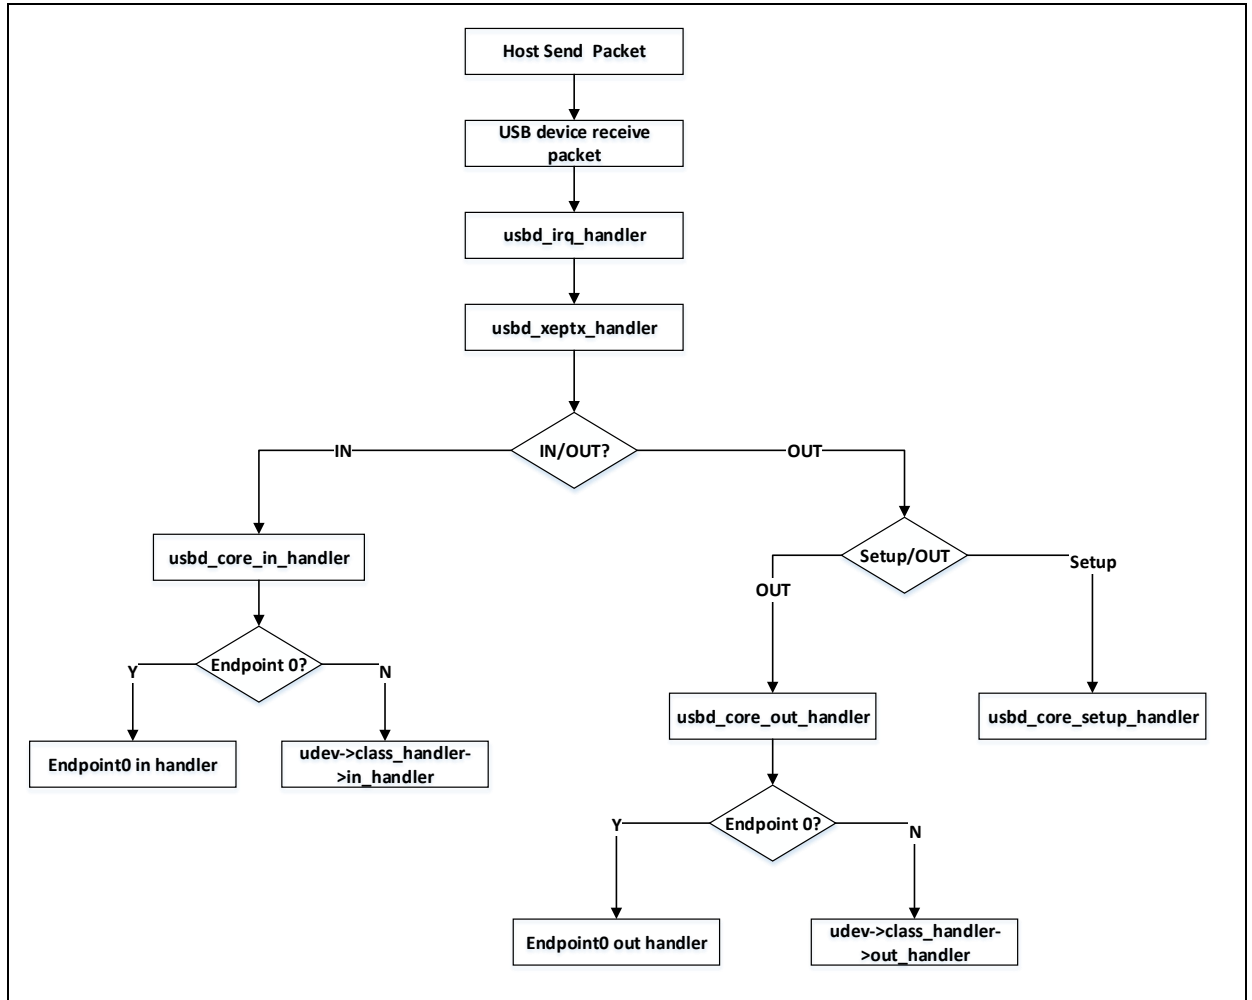 Host Send Packet
USB device receive
packet
usbd_irq_handler
usbd_xeptx_handler
IN/OUT?
IN
OUT
usbd_core_in_handler
Setup/OUT
OUT
Setup
Endpoint 0?
Y
N
usbd_core_out_handler
usbd_core_setup_handler
Endpoint0 in handler
udev->class_handler-
>in_handler
Endpoint 0?
Y
N
Endpoint0 out handler
udev->class_handler-
>out_handler